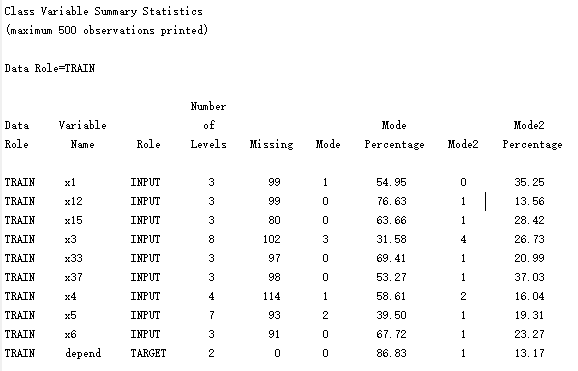 Class Variable Summary Statistics
(maximum 500 observations printed)
Data Role=TRAIN
Number
Data Variable of Mode Mode2
Role Name Role Levels Missing Mode Percentage Mode2 Percentage
TRAIN x1 INPUT 3 99 1 54.95 0 35.25
TRAIN x12 INPUT 3 99 0 76.63 1 13.56
TRAIN x15 INPUT 3 80 0 63.66 1 28.42
TRAIN x3 INPUT 8 102 3 31.58 4 26.73
TRAIN x33 INPUT 3 97 0 69.41 1 20.99
TRAIN x37 INPUT 3 98 0 53.27 1 37.03
TRAIN x4 INPUT 4 114 1 58.61 2 16.04
TRAIN x5 INPUT 7 93 2 39.50 1 19.31
TRAIN x6 INPUT 3 91 0 67.72 1 23.27
TRAIN depend TARGET 2 0 0 86.83 1 13.17